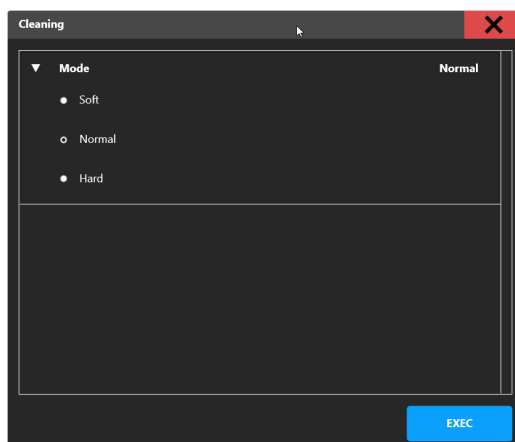 Cleaning
Mode Normal
Soft
Normal
Hard
EXEC